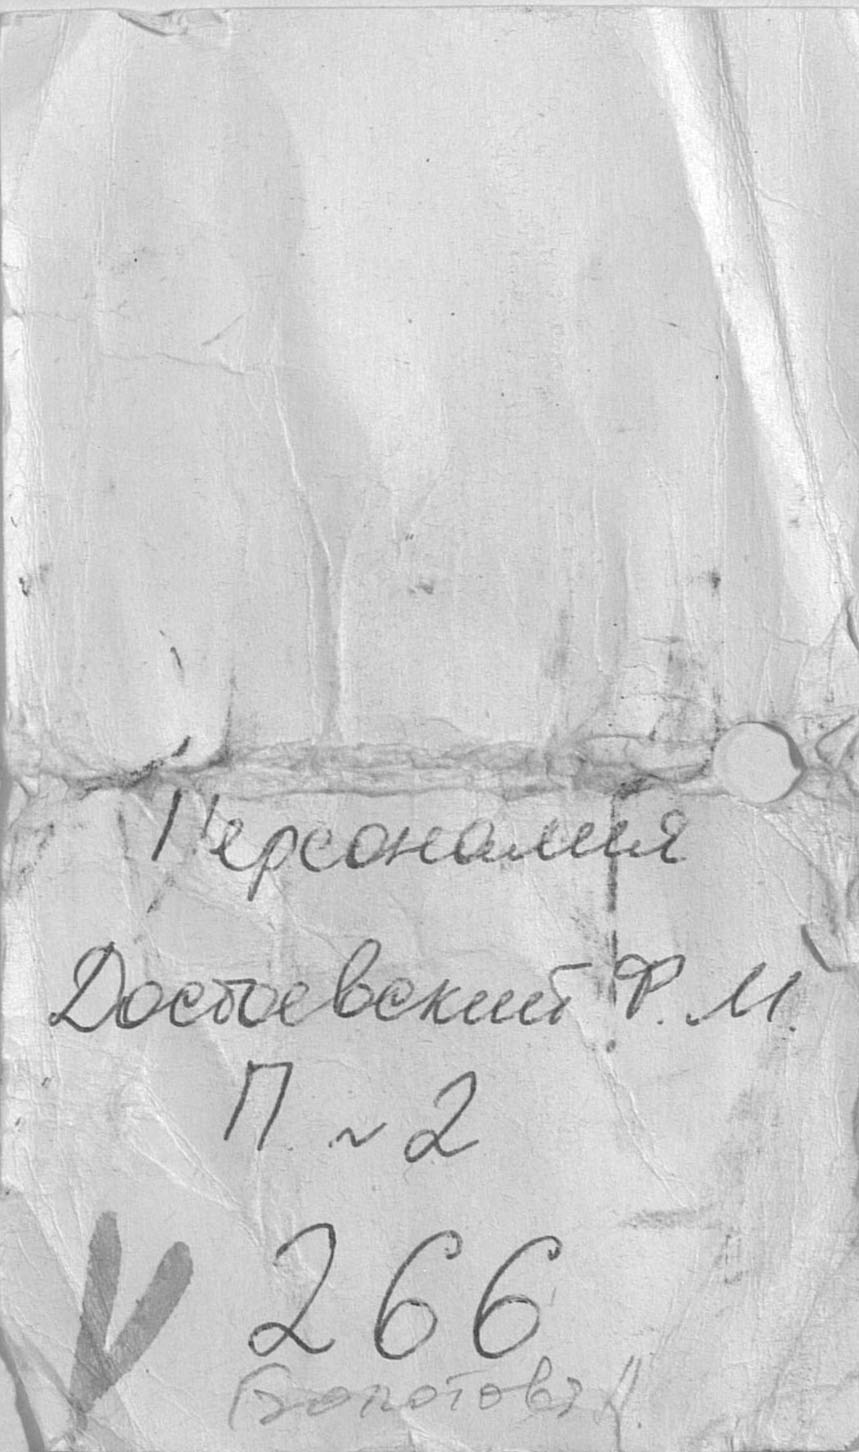 Персоналия
Достоевский Ф. М.
П ~ 2
266